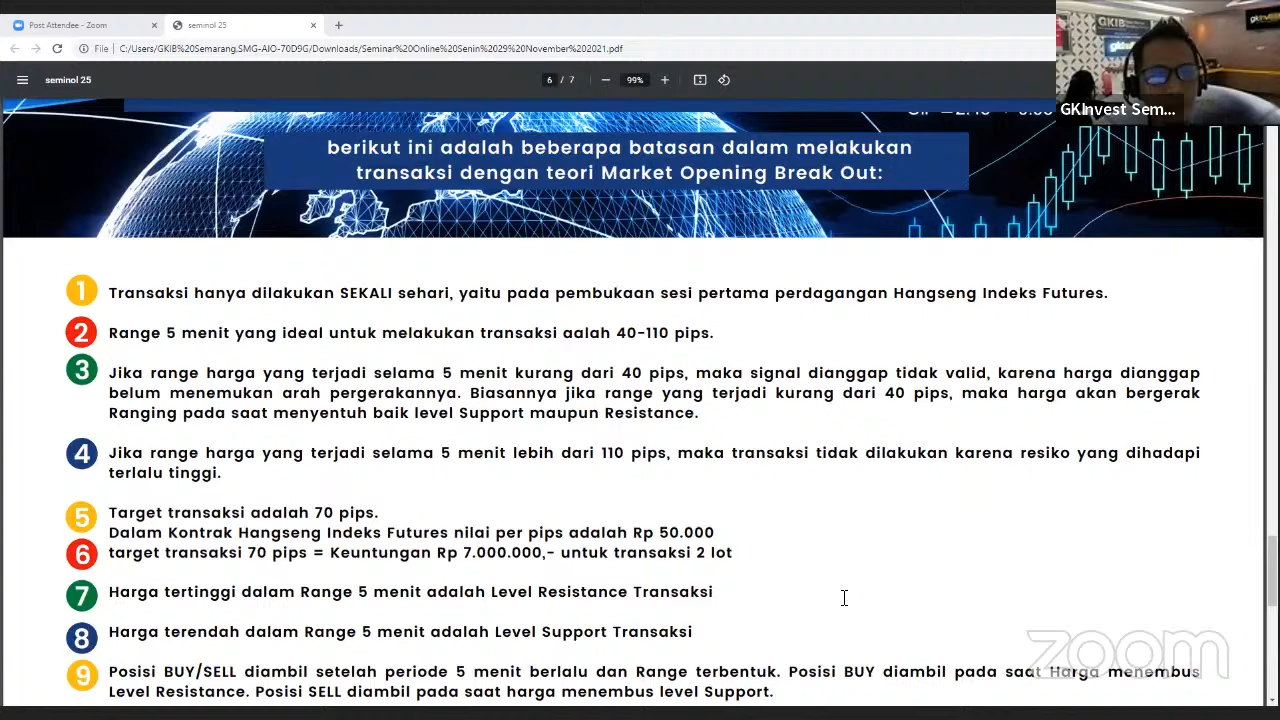 Post Attendee - Zoom
seminol 25
File
C:/Users/GKIB%20Semarang.SMG-AIO-70D9G/Downloads/Seminar%20Online%20Senin%2029%20November%202021.pdf
seminol 25
6 / 7
99%
GKInvest Sem...
berikut ini adalah beberapa batasan dalam melakukan
transaksi dengan teori Market Opening Break Out:
1 Transaksi hanya dilakukan SEKALI sehari, yaitu pada pembukaan sesi pertama perdagangan Hangseng Indeks Futures.
2 Range 5 menit yang ideal untuk melakukan transaksi aalah 40-110 pips.
3 Jika range harga yang terjadi selama 5 menit kurang dari 40 pips, maka signal dianggap tidak valid, karena harga dianggap
belum menemukan arah pergerakannya. Biasannya jika range yang terjadi kurang dari 40 pips, maka harga akan bergerak
Ranging pada saat menyentuh baik level Support maupun Resistance.
4 Jika range harga yang terjadi selama 5 menit lebih dari 110 pips, maka transaksi tidak dilakukan karena resiko yang dihadapi
terlalu tinggi.
5 Target transaksi adalah 70 pips.
Dalam Kontrak Hangseng Indeks Futures nilai per pips adalah Rp 50.000
6 target transaksi 70 pips = Keuntungan Rp 7.000.000,- untuk transaksi 2 lot
7 Harga tertinggi dalam Range 5 menit adalah Level Resistance Transaksi
8 Harga terendah dalam Range 5 menit adalah Level Support Transaksi
9 Posisi BUY/SELL diambil setelah periode 5 menit berlalu dan Range terbentuk. Posisi BUY diambil pada saat Harga menembus
Level Resistance. Posisi SELL diambil pada saat harga menembus level Support.
zoom